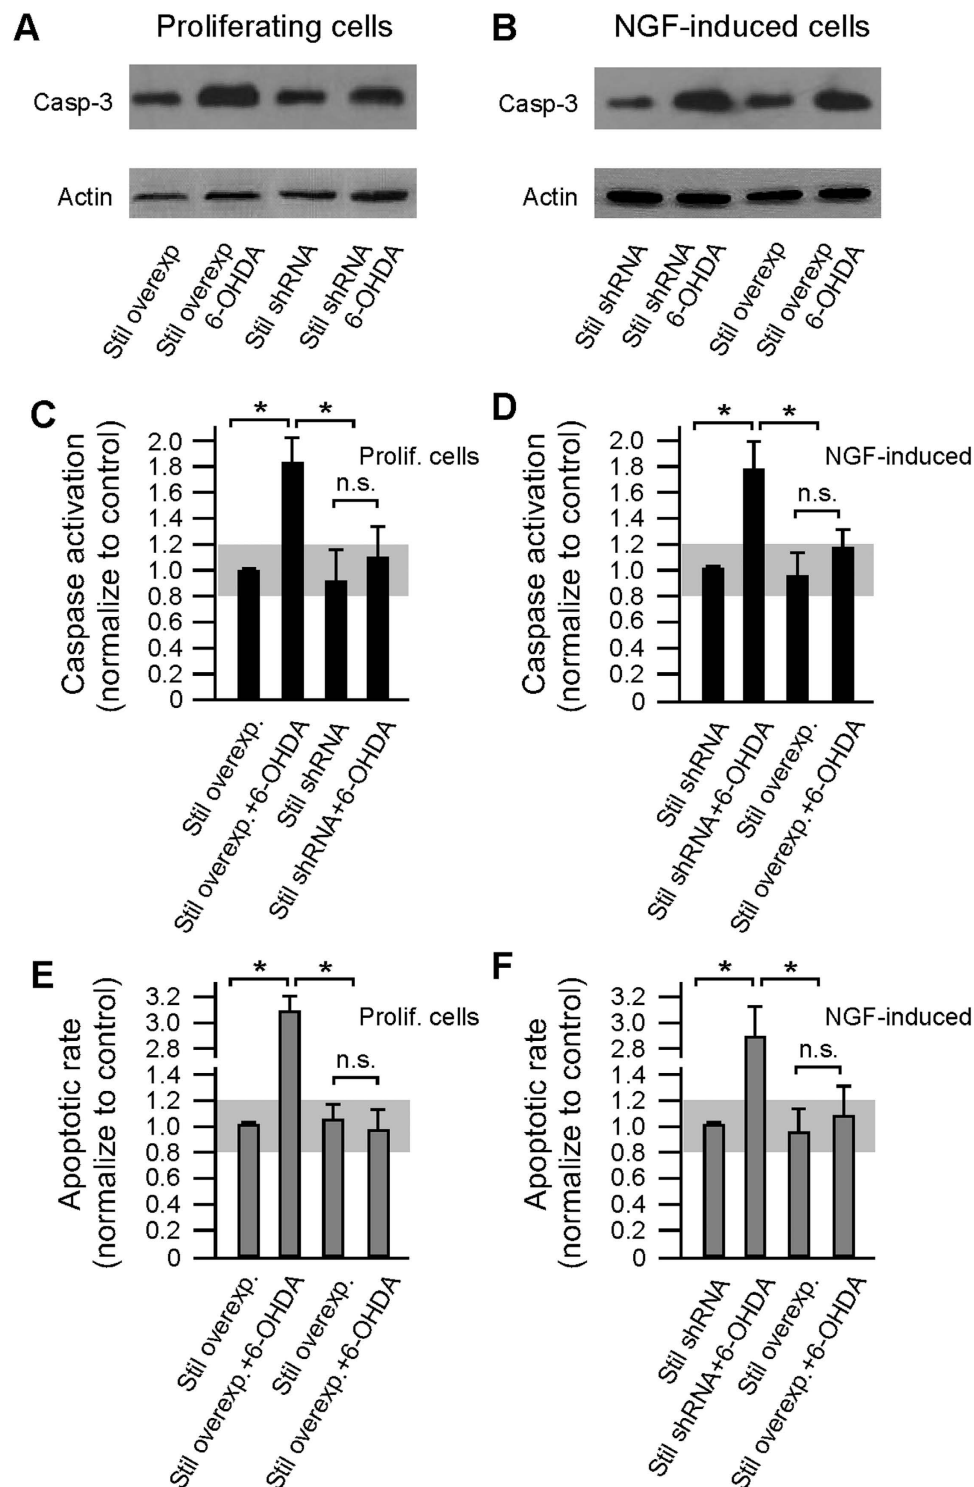 A Proliferating cells
B NGF-induced cells
Casp-3
Actin
Stil overexp
Stil overexp
6-OHDA
Stil shRNA
Stil shRNA
6-OHDA
Casp-3
Actin
Stil shRNA
Stil shRNA
6-OHDA
Stil overexp
Stil overexp
6-OHDA
C
* *
Prolif. cells
n.s.
Caspase activation
(normalize to control)
2.0
1.8
1.6
1.4
1.2
1.0
0.8
0.6
0.4
0.2
0
Stil overexp.
Stil overexp.+6-OHDA
Stil shRNA
Stil shRNA+6-OHDA
D
* *
NGF-induced
n.s.
Caspase activation
(normalize to control)
2.0
1.8
1.6
1.4
1.2
1.0
0.8
0.6
0.4
0.2
0
Stil shRNA
Stil shRNA+6-OHDA
Stil overexp.
Stil overexp.+6-OHDA
E
* *
Prolif. cells
n.s.
Apoptotic rate
(normalize to control)
3.2
3.0
2.8
1.4
1.2
1.0
0.8
0.6
0.4
0.2
0
Stil overexp.
Stil overexp.+6-OHDA
Stil overexp.
Stil overexp.+6-OHDA
F
* *
NGF-induced
n.s.
Apoptotic rate
(normalize to control)
3.2
3.0
2.8
1.4
1.2
1.0
0.8
0.6
0.4
0.2
0
Stil shRNA
Stil shRNA+6-OHDA
Stil overexp.
Stil overexp.+6-OHDA